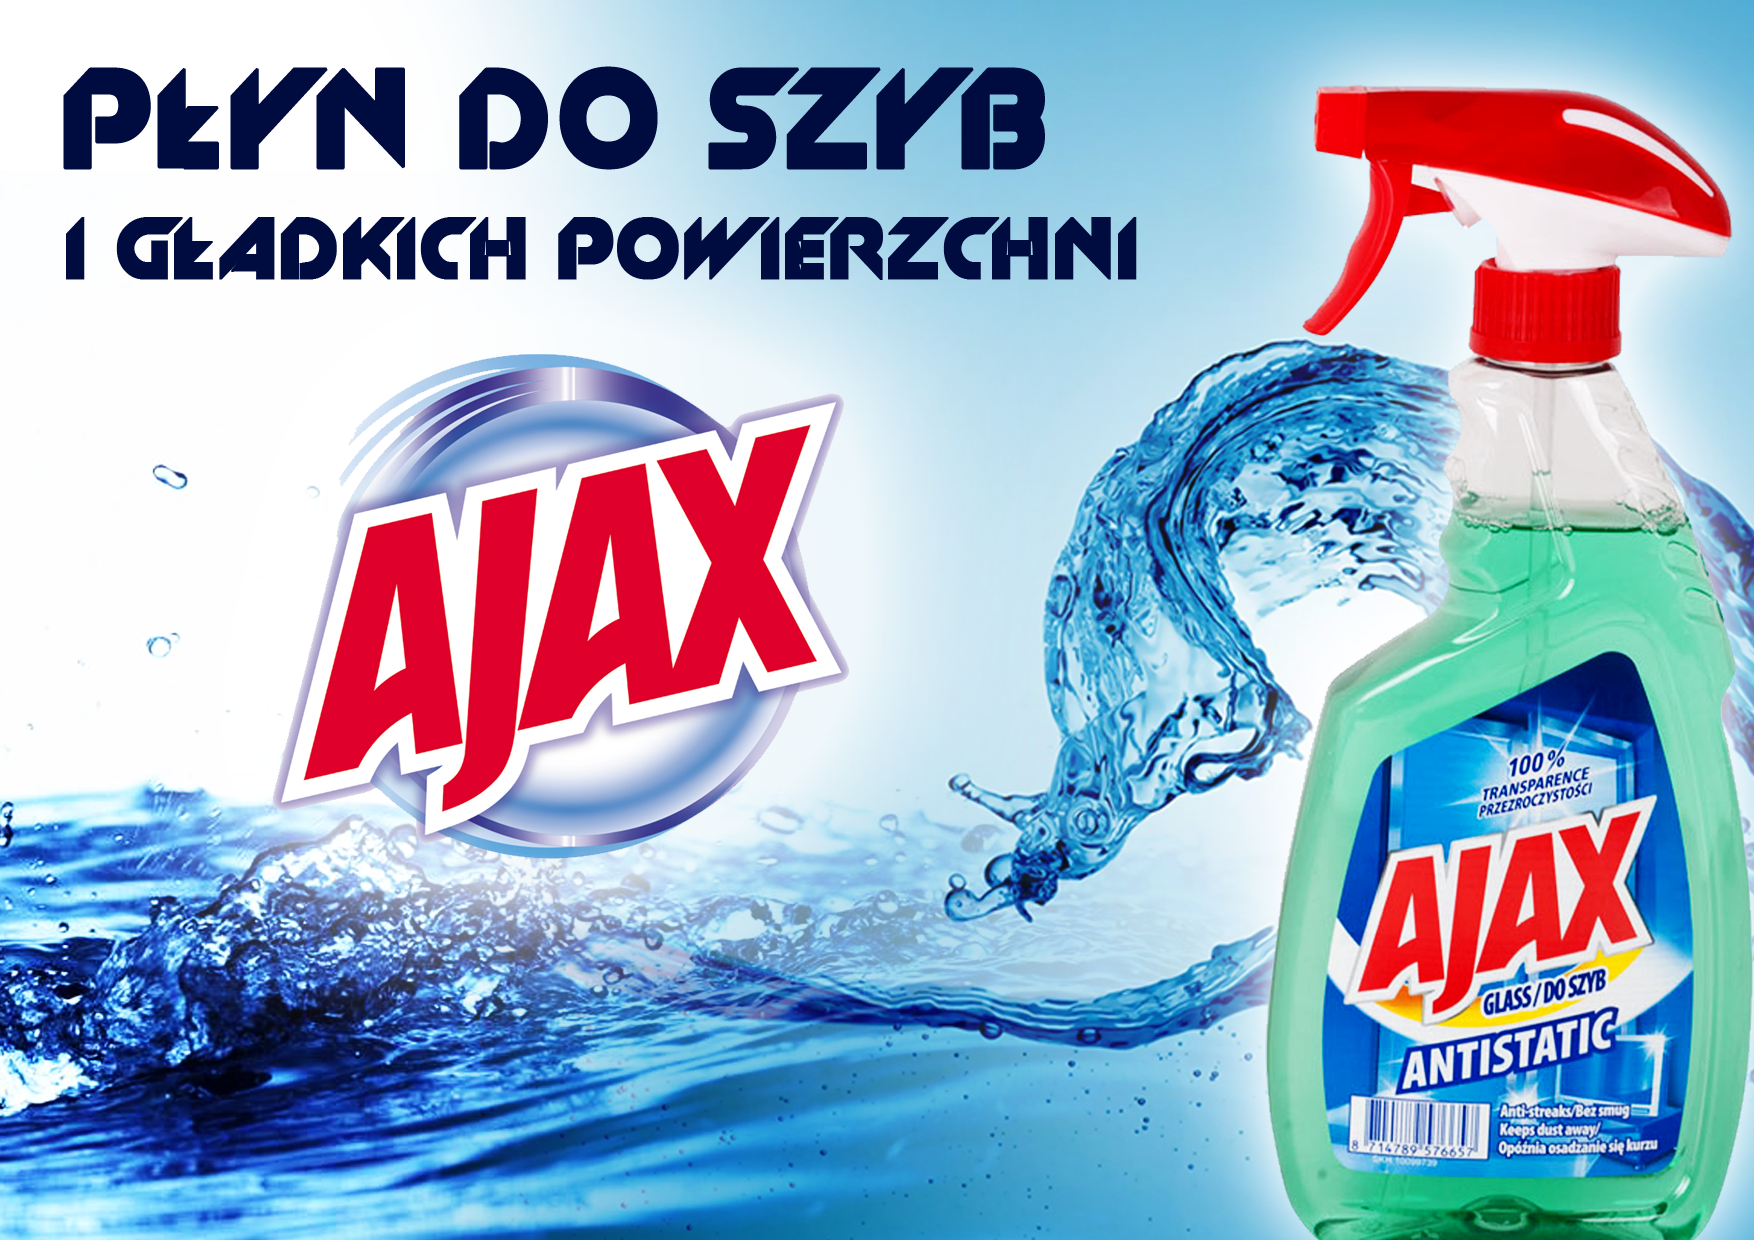 PŁYN DO SZYB
I GŁADKICH POWIERZCHNI
AJAX
100%
TRANSPARENCE
PRZEZROCZYSTOŚCI
AJAX
GLASS/DO SZYB
ANTISTATIC
Anti-streaks/Bez smug
Keeps dust away/
Opóźnia osadzanie się kurzu
8 714789 576657